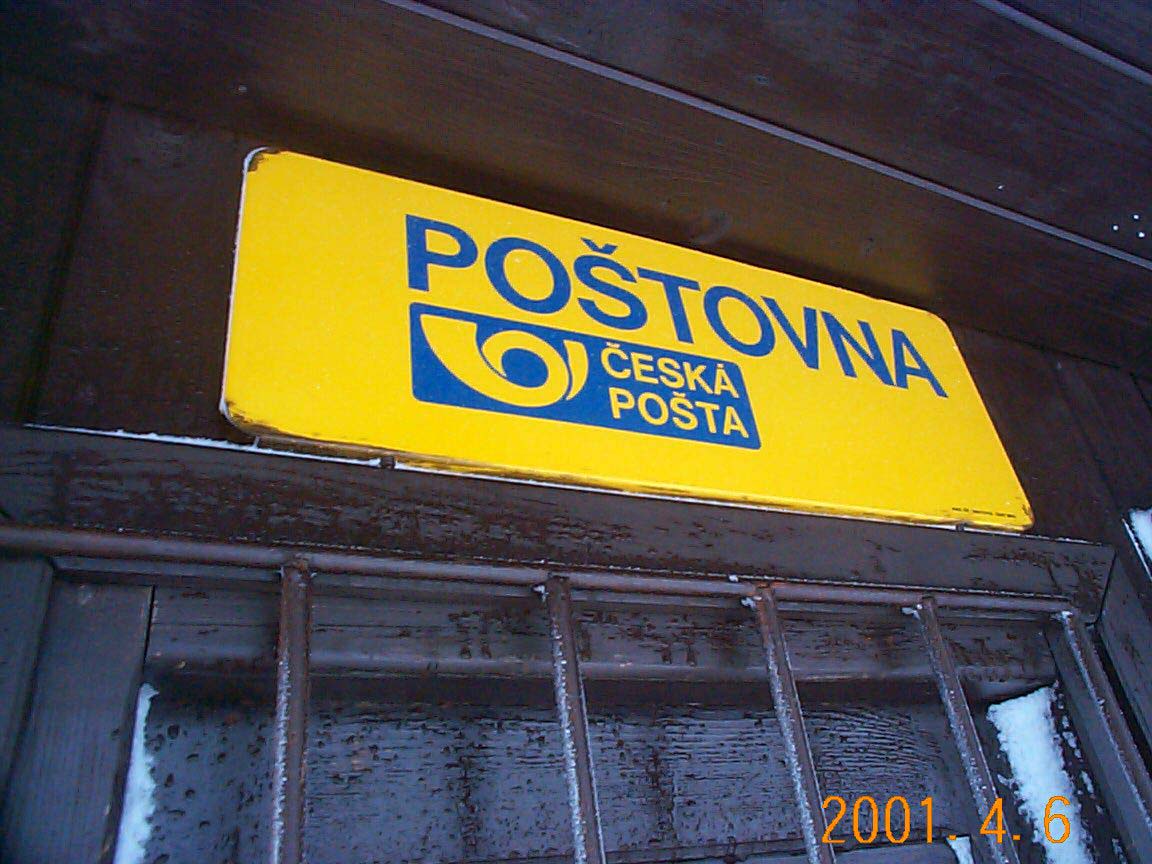 POŠTOVNA
ČESKÁ
POŠTA
2001. 4. 6